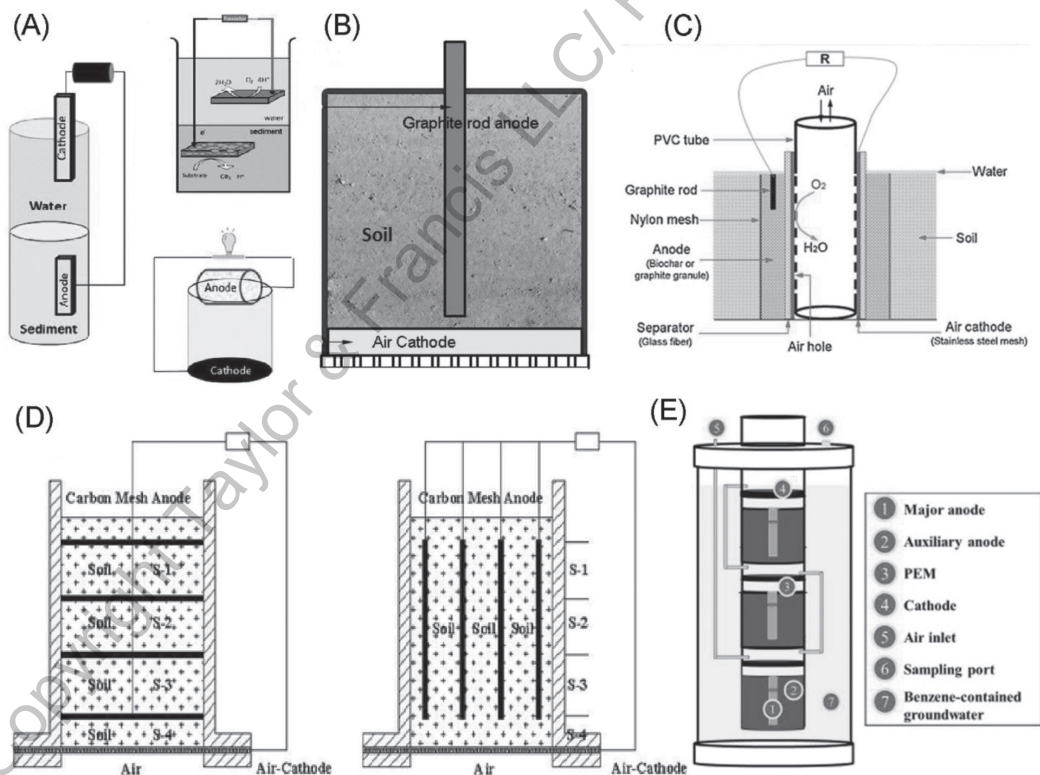 (A)
Cathode
Water
Anode
Sediment
Resistor
2H₂O
O₂ 4H⁺
water
sediment
e⁻
Substrate
CO₂ H⁺
Anode
Cathode
(B)
Graphite rod anode
Soil
Air Cathode
(C)
R
Air
PVC tube
Water
Graphite rod
O₂
Nylon mesh
H₂O
Soil
Anode
(Biochar or
graphite granule)
Separator
(Glass fiber)
Air hole
Air cathode
(Stainless steel mesh)
(D)
Carbon Mesh Anode
Soil S-1
Soil S-2
Soil S-3
Soil S-4
Air
Air-Cathode
Carbon Mesh Anode
S-1
Soil Soil Soil
S-2
S-3
S-4
Air
Air-Cathode
(E)
5
6
4
3
2
1
7
1 Major anode
2 Auxiliary anode
3 PEM
4 Cathode
5 Air inlet
6 Sampling port
7 Benzene-contained
groundwater
Copyright Taylor & Francis LLC/